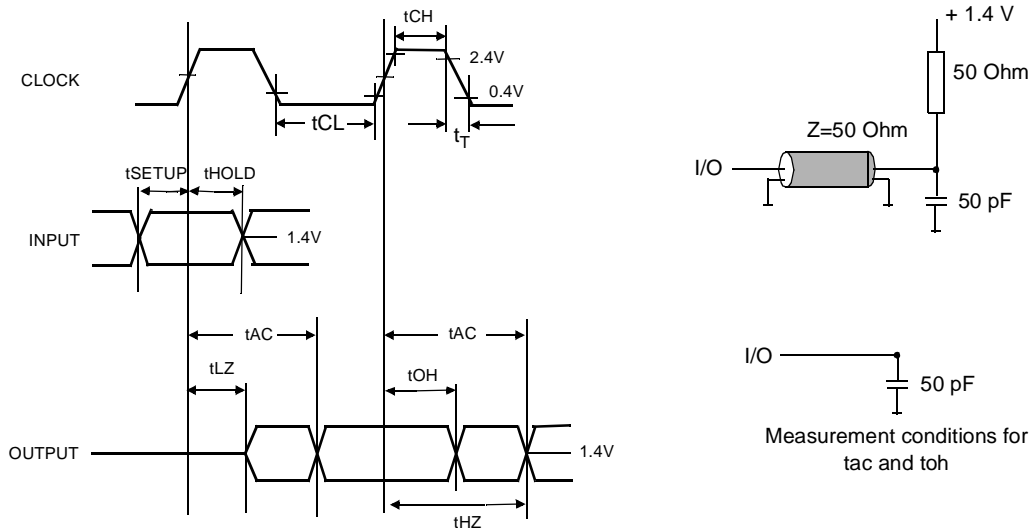 tCH
2.4V
CLOCK
0.4V
tCL
tT
tSETUP
tHOLD
INPUT
1.4V
tAC
tAC
tLZ
tOH
OUTPUT
1.4V
tHZ
+ 1.4 V
50 Ohm
Z=50 Ohm
I/O
50 pF
I/O
50 pF
Measurement conditions for
tac and toh